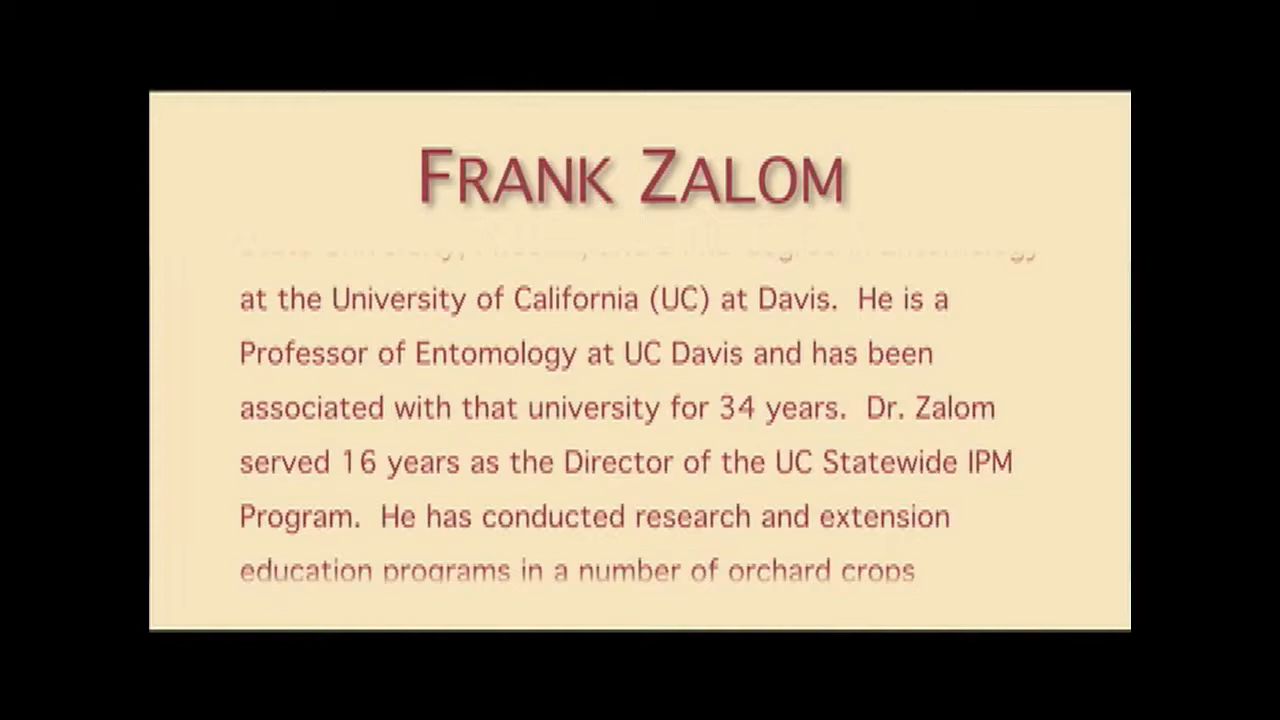 FRANK ZALOM
at the University of California (UC) at Davis. He is a
Professor of Entomology at UC Davis and has been
associated with that university for 34 years. Dr. Zalom
served 16 years as the Director of the UC Statewide IPM
Program. He has conducted research and extension
education programs in a number of orchard crops